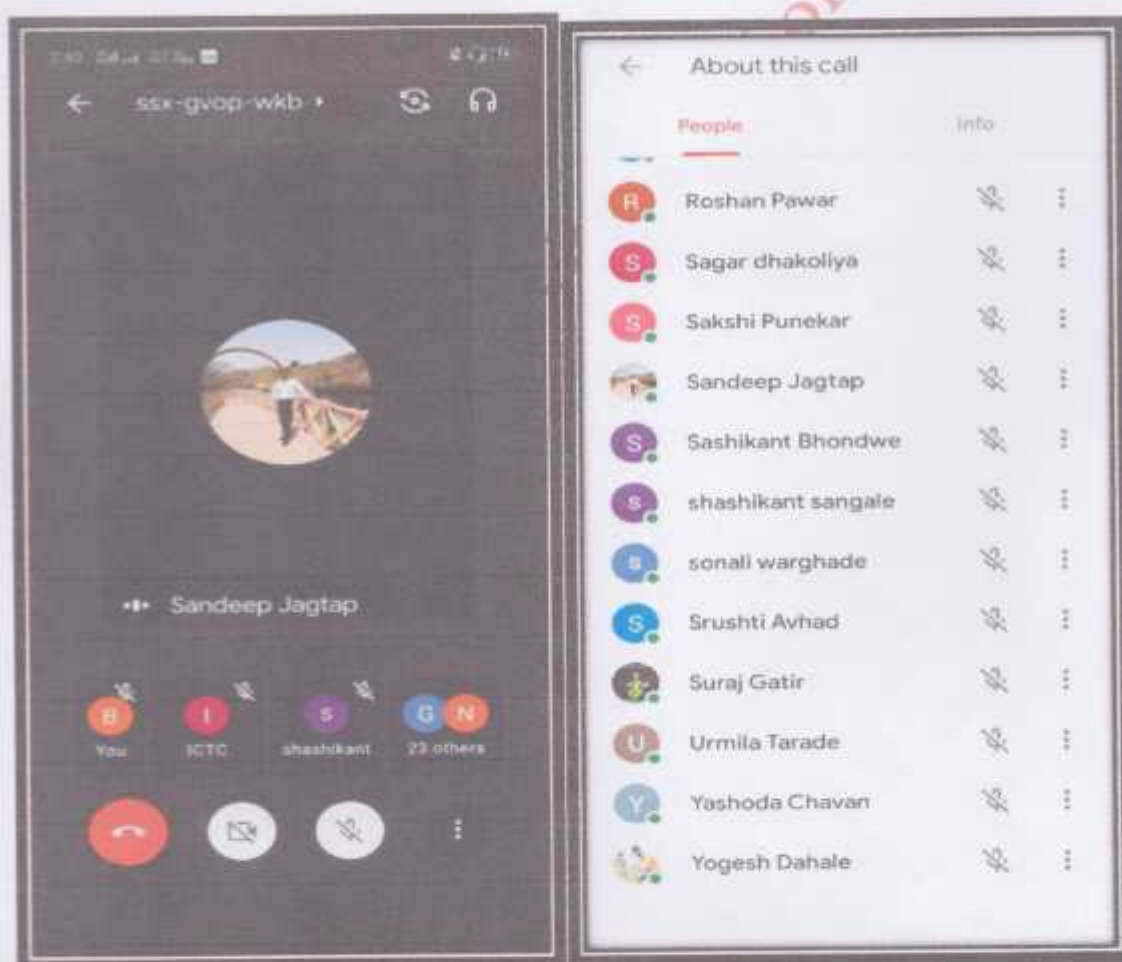 ssx-gvop-wkb
Sandeep Jagtap
B
I
s
G
N
You
ICTC
shashikant
23 others
About this call
People
Info
R
Roshan Pawar
S
Sagar dhakoliya
S
Sakshi Punekar
Sandeep Jagtap
S
Sashikant Bhondwe
s
shashikant sangale
s
sonali warghade
S
Srushti Avhad
Suraj Gatir
U
Urmila Tarade
Y
Yashoda Chavan
Yogesh Dahale